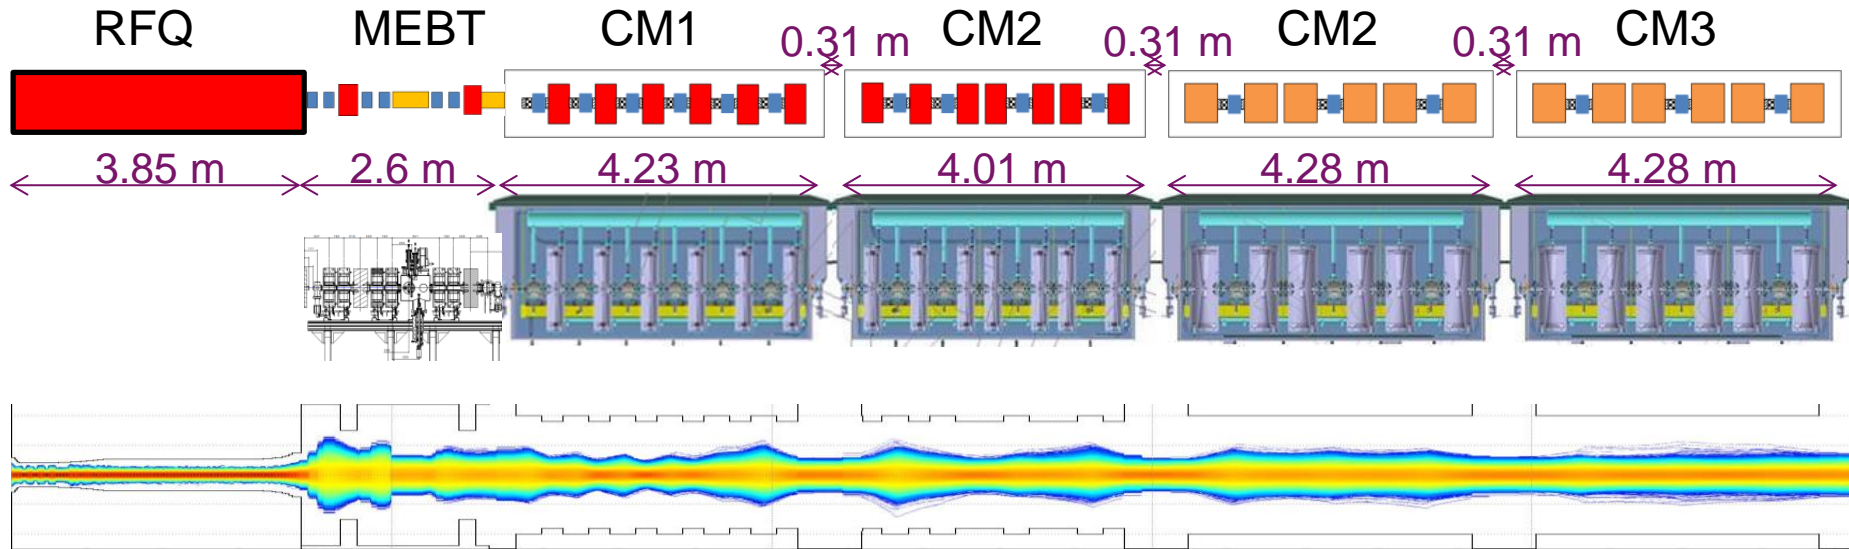 RFQ MEBT CM1 CM2 CM2 CM3
0.31 m 0.31 m 0.31 m
3.85 m 2.6 m 4.23 m 4.01 m 4.28 m 4.28 m